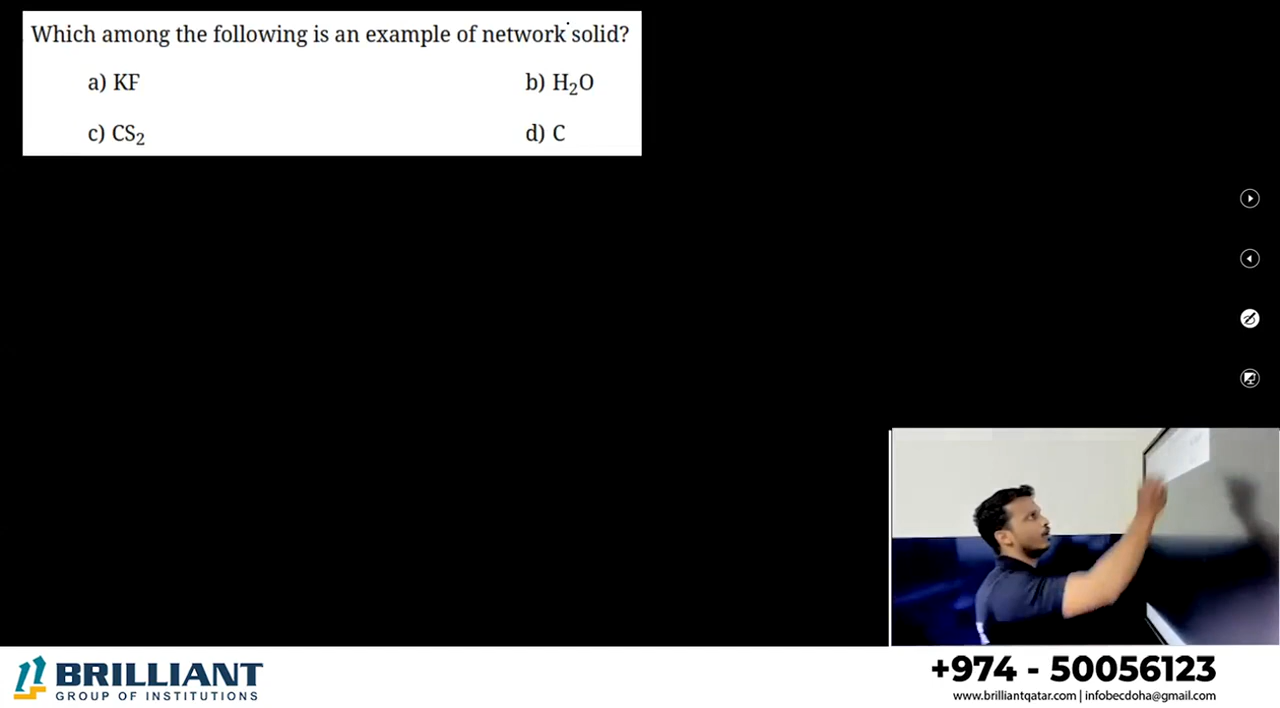 Which among the following is an example of network solid?
a) KF
b) H₂O
c) CS₂
d) C
BRILLIANT
GROUP OF INSTITUTIONS
+974 - 50056123
www.brilliantqatar.com | infobecdoha@gmail.com